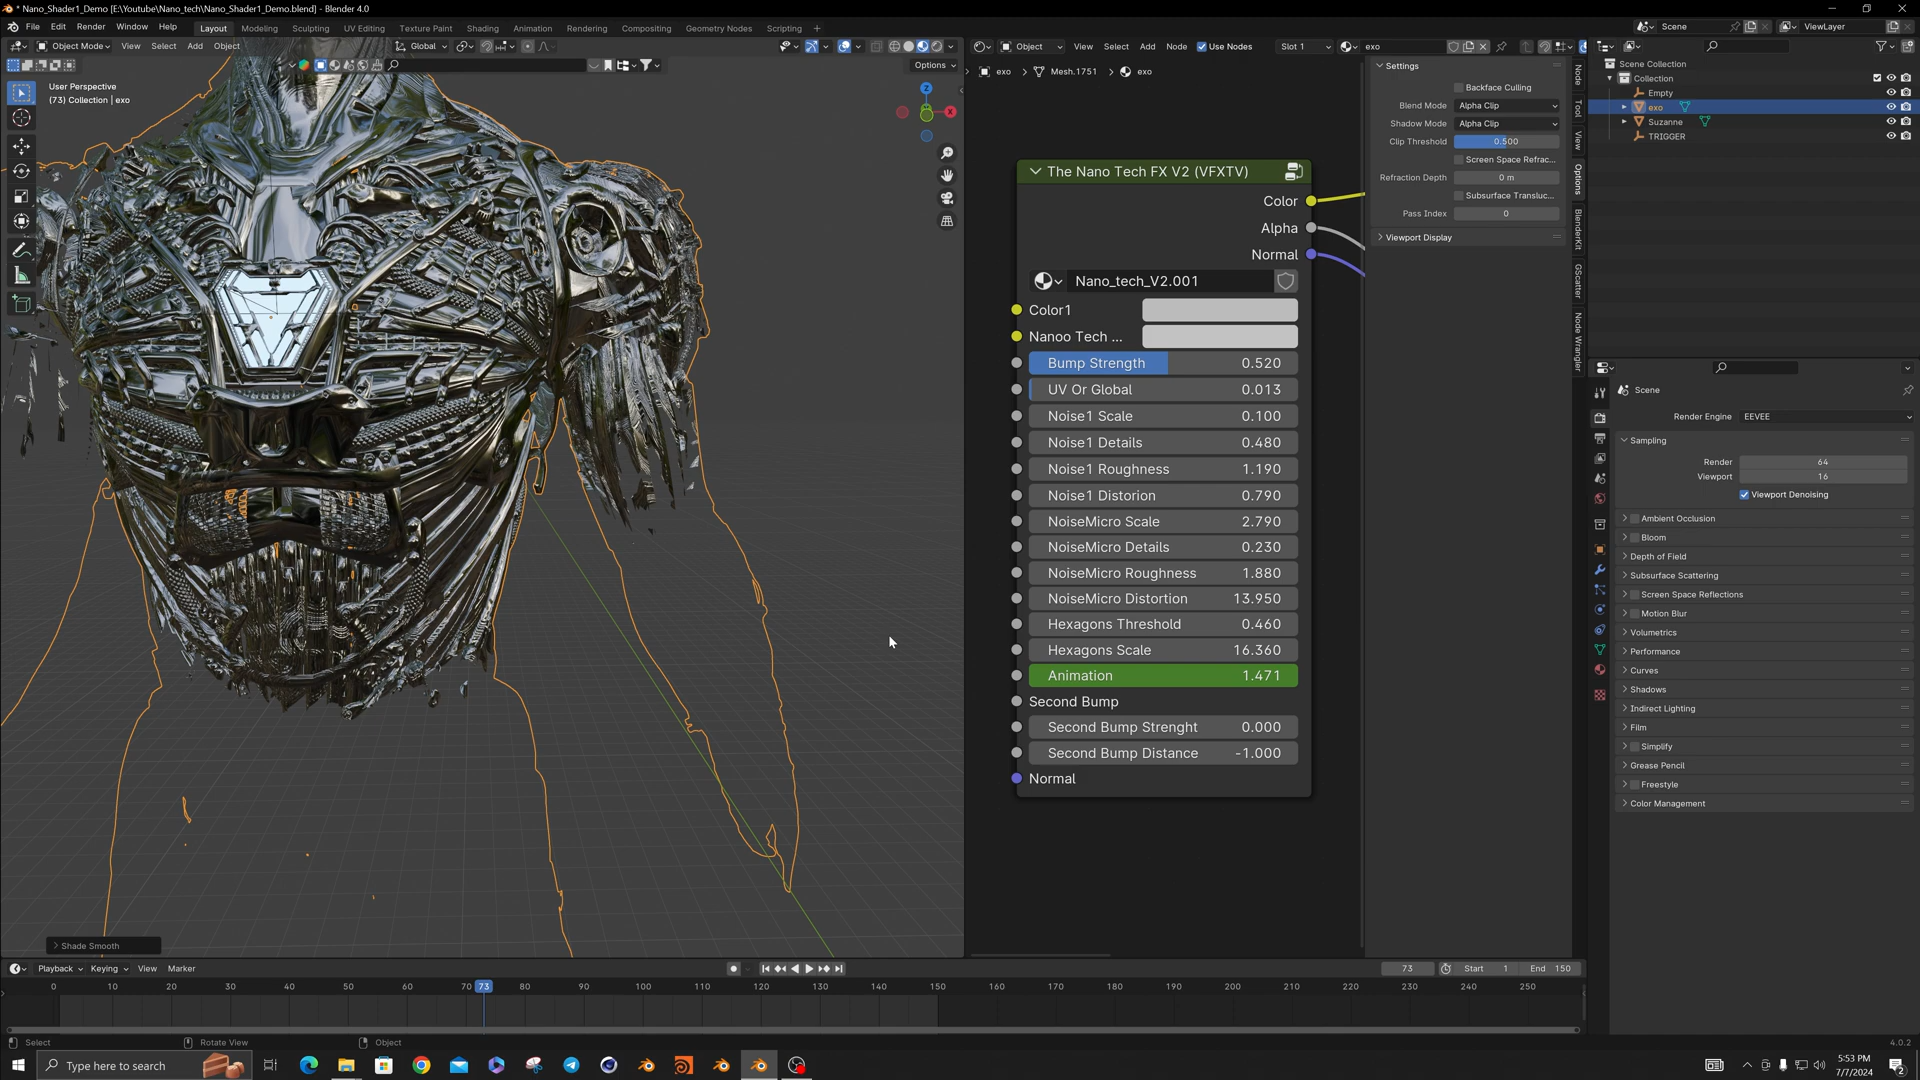 * Nano_Shader1_Demo [E:\Youtube\Nano_tech\Nano_Shader1_Demo.blend] - Blender 4.0
File Edit Render Window Help Layout Modeling Sculpting UV Editing Texture Paint Shading Animation Rendering Compositing Geometry Nodes Scripting + Scene ViewLayer
Object Mode View Select Add Object Global Object View Select Add Node Use Nodes Slot 1 exo
Options
User Perspective
(73) Collection | exo
Z
X
exo Mesh.1751 exo
Settings
Backface Culling
Blend Mode Alpha Clip
Shadow Mode Alpha Clip
Clip Threshold 0.500
Screen Space Refrac...
Refraction Depth 0 m
Subsurface Transluc...
Pass Index 0
Viewport Display
Node
Tool
View
Options
BlenderKit
GScatter
Node Wrangler
Scene Collection
Collection
Empty
exo
Suzanne
TRIGGER
The Nano Tech FX V2 (VFXTV)
Color
Alpha
Normal
Nano_tech_V2.001
Color1
Nanoo Tech ...
Bump Strength 0.520
UV Or Global 0.013
Noise1 Scale 0.100
Noise1 Details 0.480
Noise1 Roughness 1.190
Noise1 Distorion 0.790
NoiseMicro Scale 2.790
NoiseMicro Details 0.230
NoiseMicro Roughness 1.880
NoiseMicro Distortion 13.950
Hexagons Threshold 0.460
Hexagons Scale 16.360
Animation 1.471
Second Bump
Second Bump Strenght 0.000
Second Bump Distance -1.000
Normal
Scene
Render Engine EEVEE
Sampling
Render 64
Viewport 16
Viewport Denoising
Ambient Occlusion
Bloom
Depth of Field
Subsurface Scattering
Screen Space Reflections
Motion Blur
Volumetrics
Performance
Curves
Shadows
Indirect Lighting
Film
Simplify
Grease Pencil
Freestyle
Color Management
Shade Smooth
Playback Keying View Marker 73 Start 1 End 150
0 10 20 30 40 50 60 70 73 80 90 100 110 120 130 140 150 160 170 180 190 200 210 220 230 240 250
Select Rotate View Object 4.0.2
Type here to search
5:53 PM
7/7/2024
2